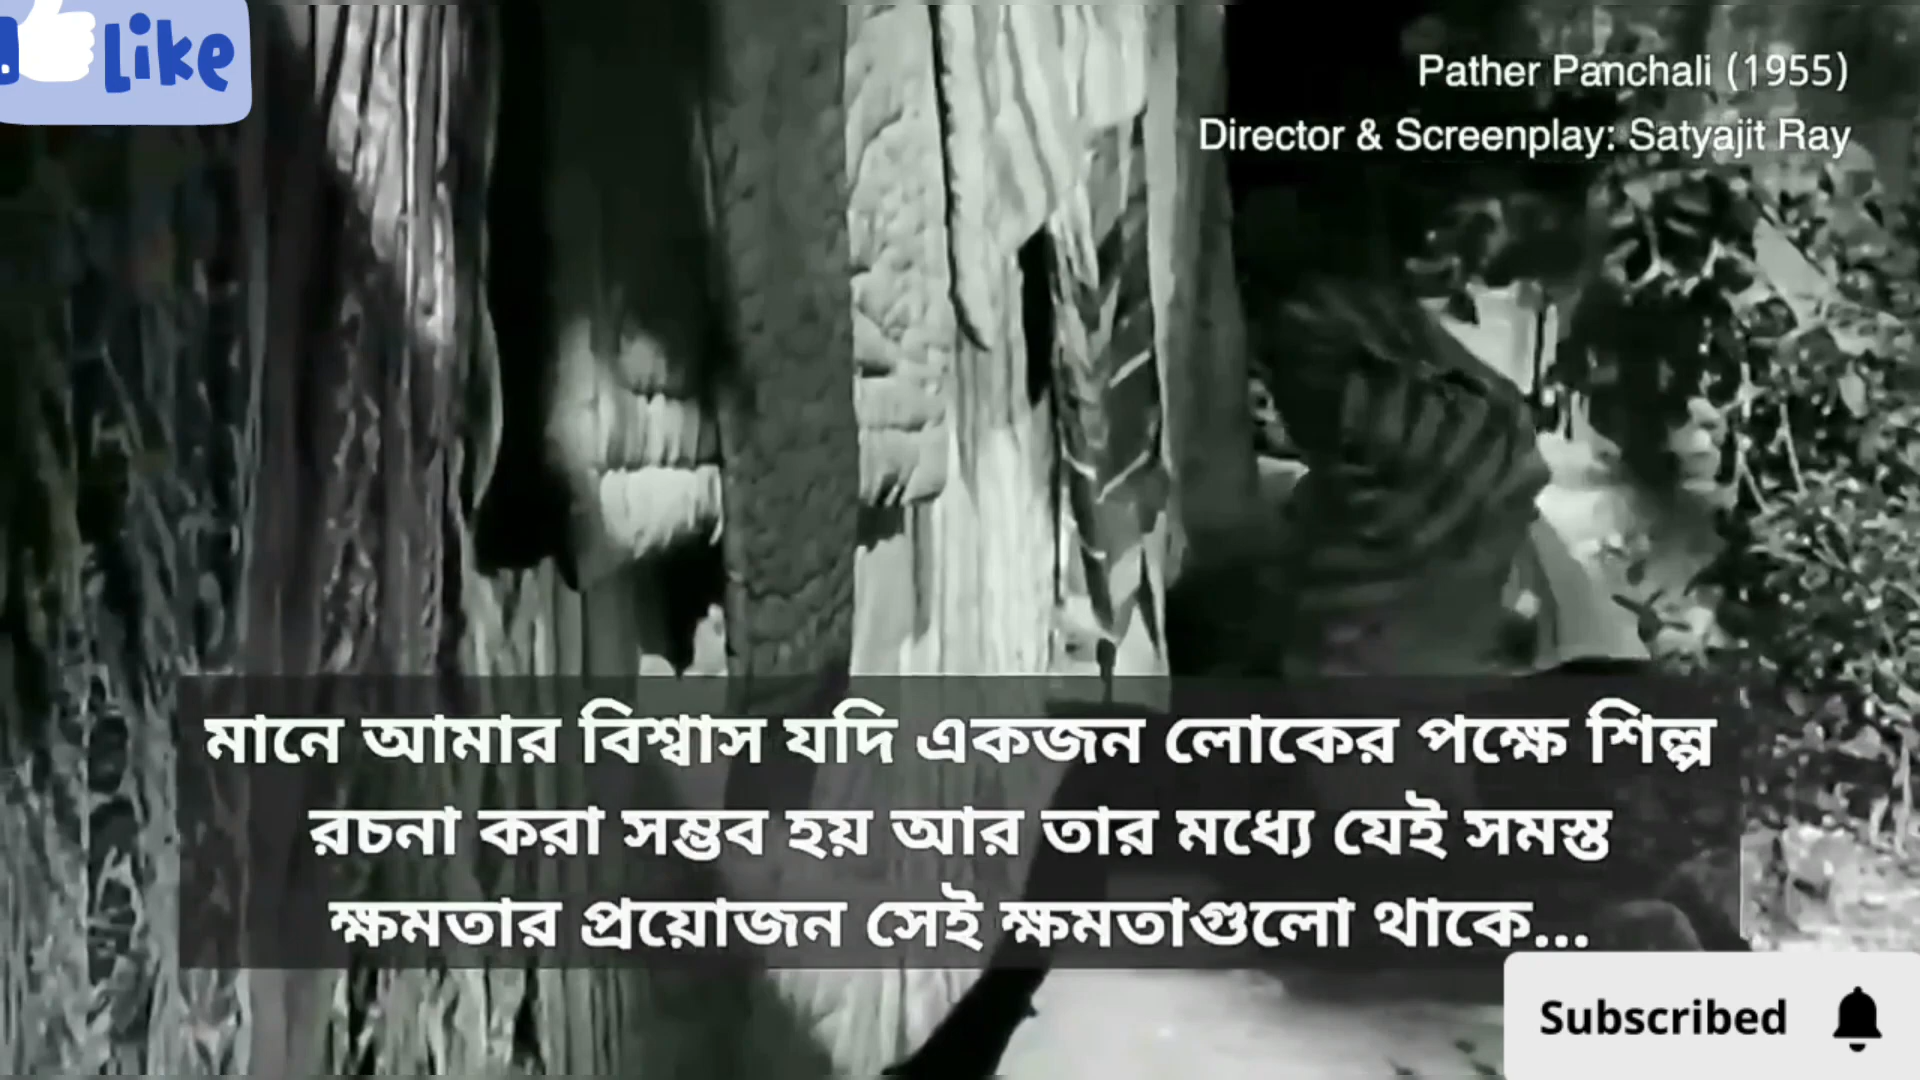 Like
Pather Panchali (1955)
Director & Screenplay: Satyajit Ray
মানে আমার বিশ্বাস যদি একজন লোকের পক্ষে শিল্প
রচনা করা সম্ভব হয় আর তার মধ্যে যেই সমস্ত
ক্ষমতার প্রয়োজন সেই ক্ষমতাগুলো থাকে...
Subscribed